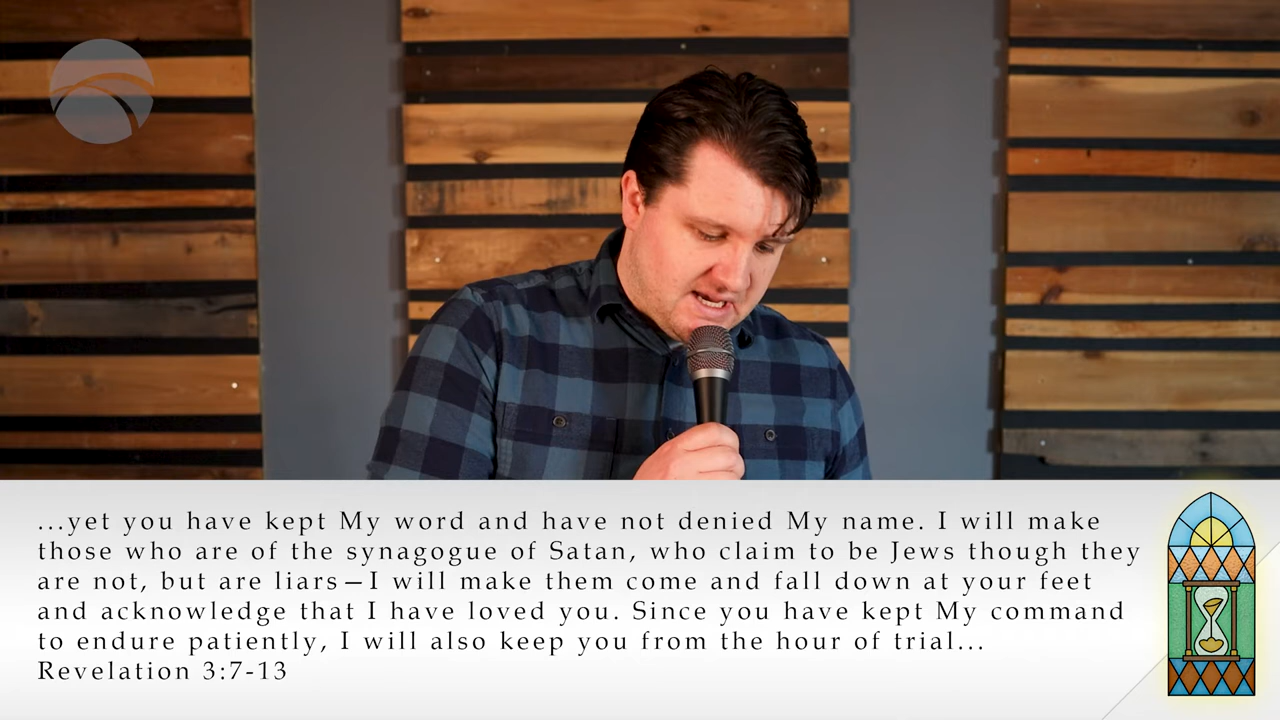 ...yet you have kept My word and have not denied My name. I will make
those who are of the synagogue of Satan, who claim to be Jews though they
are not, but are liars—I will make them come and fall down at your feet
and acknowledge that I have loved you. Since you have kept My command
to endure patiently, I will also keep you from the hour of trial...
Revelation 3:7-13